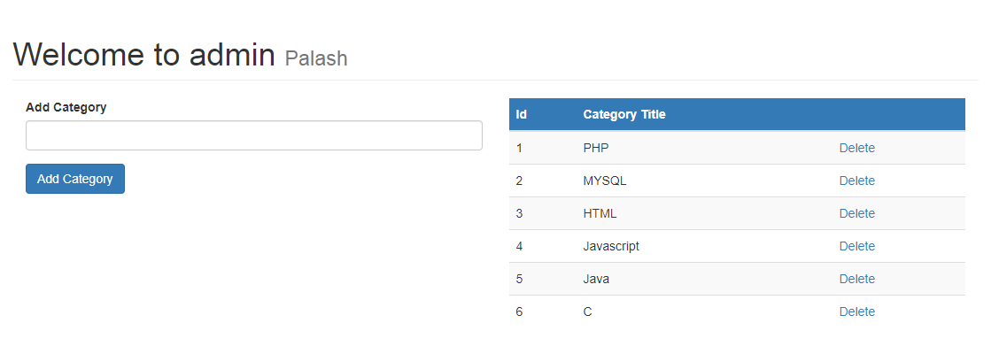 Welcome to admin Palash
Add Category
Add Category
Id Category Title
1 PHP Delete
2 MYSQL Delete
3 HTML Delete
4 Javascript Delete
5 Java Delete
6 C Delete